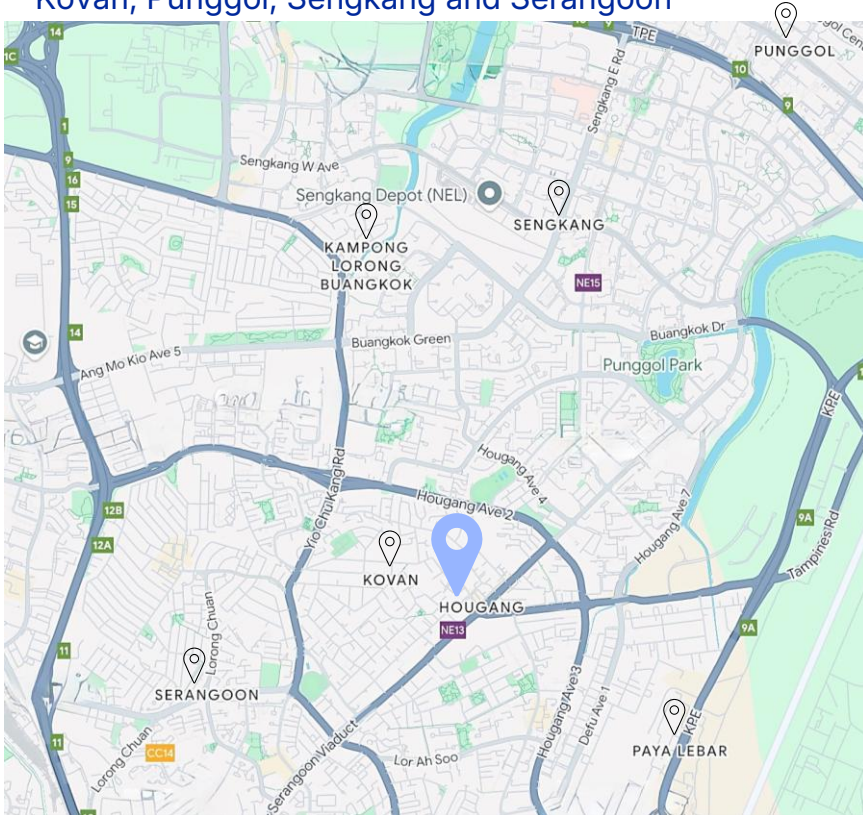 Kovan, Punggol, Sengkang and Serangoon
14
1C
9
TPE
PUNGGOL
10
9
Sengkang E Rd
1
9
16
15
Sengkang W Ave
Sengkang Depot (NEL)
SENGKANG
KAMPONG
LORONG
BUANGKOK
NE15
14
Buangkok Green
Buangkok Dr
Ang Mo Kio Ave 5
Punggol Park
KPE
Hougang Ave 4
Yio Chu Kang Rd
Hougang Ave 2
Hougang Ave 7
12B
12A
9A
Tampines Rd
KOVAN
HOUGANG
NE13
9A
Lorong Chuan
11
SERANGOON
Hougang Ave 3
Defu Ave 1
KPE
PAYA LEBAR
11
CC14
Lorong Chuan
Serangoon Viaduct
Lor Ah Soo